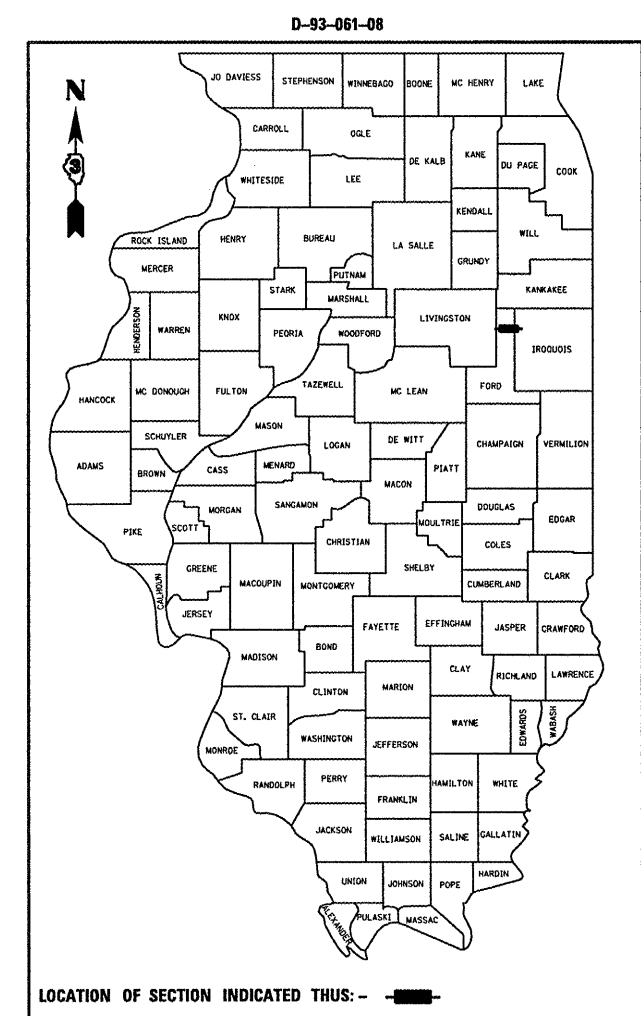 D-93-061-08
JO DAVIESS STEPHENSON WINNEBAGO BOONE MC HENRY LAKE
N
CARROLL OGLE
DE KALB KANE DU PAGE COOK
3
WHITESIDE LEE
KENDALL
ROCK ISLAND HENRY BUREAU LA SALLE WILL
GRUNDY
MERCER PUTNAM
STARK MARSHALL KANKAKEE
HENDERSON WARREN KNOX PEORIA WOODFORD LIVINGSTON IROQUOIS
HANCOCK MC DONOUGH FULTON TAZEWELL MC LEAN FORD
MASON
SCHUYLER LOGAN DE WITT CHAMPAIGN VERMILION
ADAMS BROWN CASS MENARD PIATT
MACON
MORGAN SANGAMON DOUGLAS
PIKE SCOTT MOULTRIE EDGAR
CHRISTIAN COLES
GREENE SHELBY
CALHOUN MACOUPIN MONTGOMERY CUMBERLAND CLARK
JERSEY
FAYETTE EFFINGHAM JASPER CRAWFORD
MADISON BOND
CLAY RICHLAND LAWRENCE
CLINTON MARION
ST. CLAIR WAYNE EDWARDS WABASH
WASHINGTON JEFFERSON
MONROE
RANDOLPH PERRY HAMILTON WHITE
FRANKLIN
JACKSON WILLIAMSON SALINE GALLATIN
UNION JOHNSON POPE HARDIN
ALEXANDER PULASKI MASSAC
LOCATION OF SECTION INDICATED THUS: -